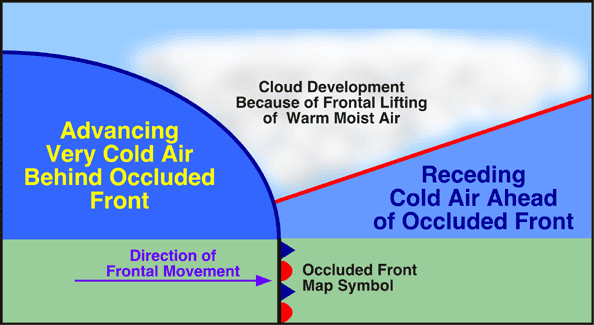 Cloud Development
Because of Frontal Lifting
of Warm Moist Air
Advancing
Very Cold Air
Behind Occluded
Front
Receding
Cold Air Ahead
of Occluded Front
Direction of
Frontal Movement
Occluded Front
Map Symbol